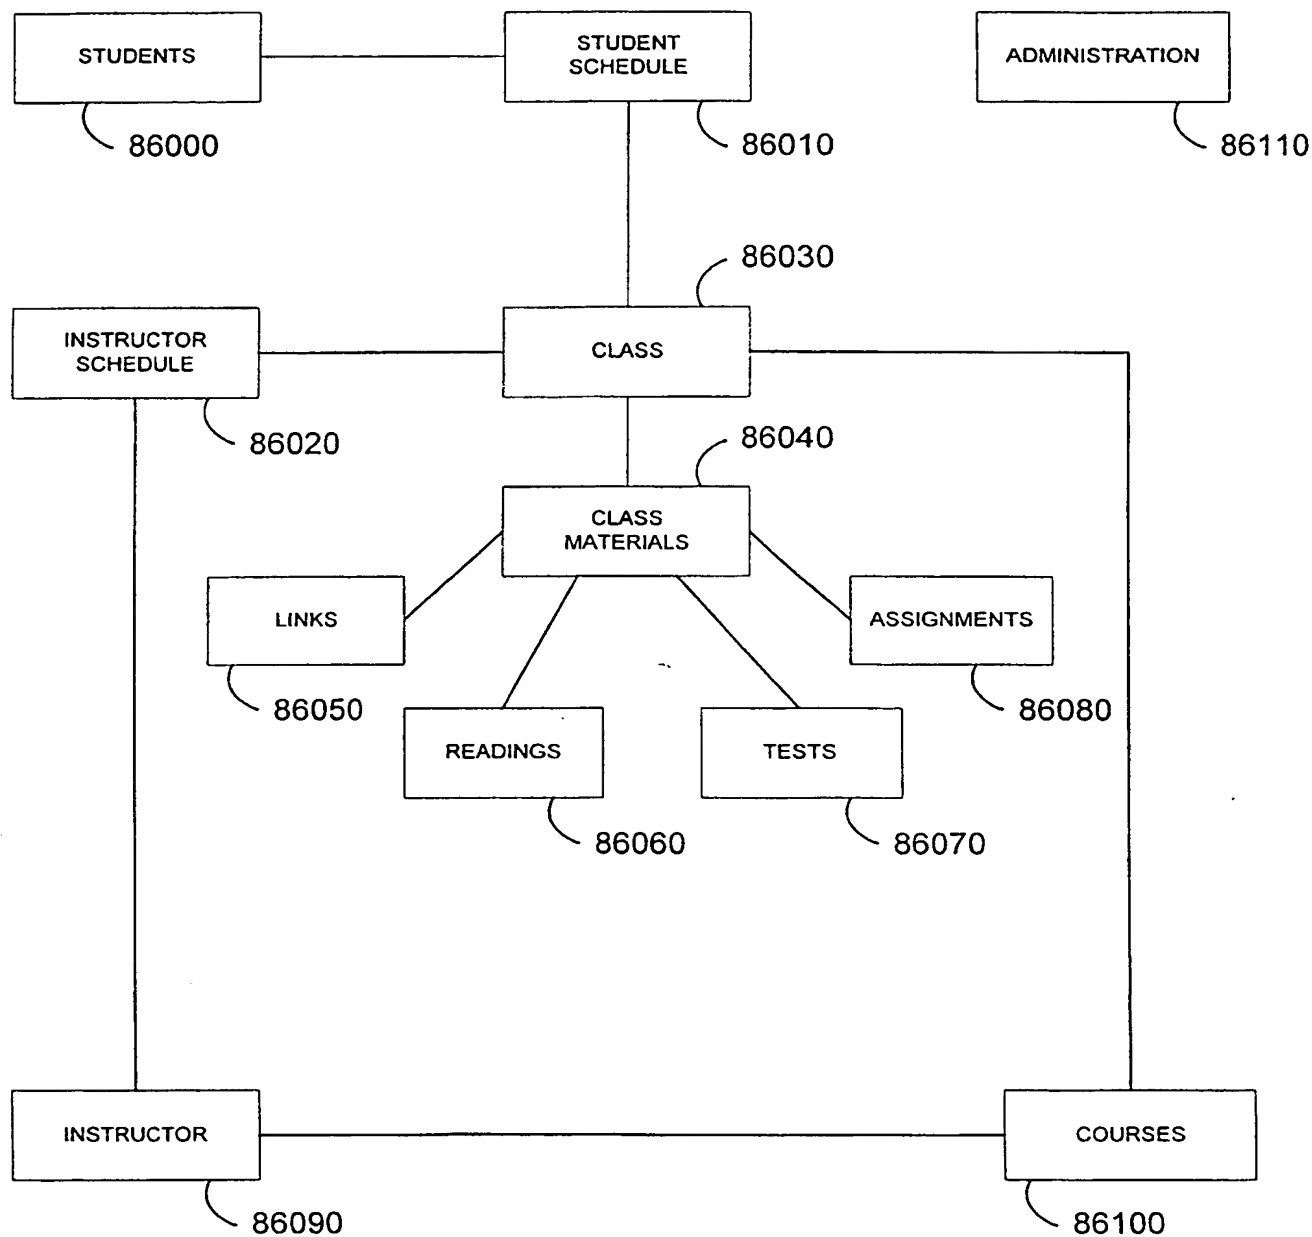 STUDENTS
STUDENT
SCHEDULE
ADMINISTRATION
86000
86010
86110
86030
INSTRUCTOR
SCHEDULE
CLASS
86020
86040
CLASS
MATERIALS
LINKS
ASSIGNMENTS
86050
86080
READINGS
TESTS
86060
86070
INSTRUCTOR
COURSES
86090
86100